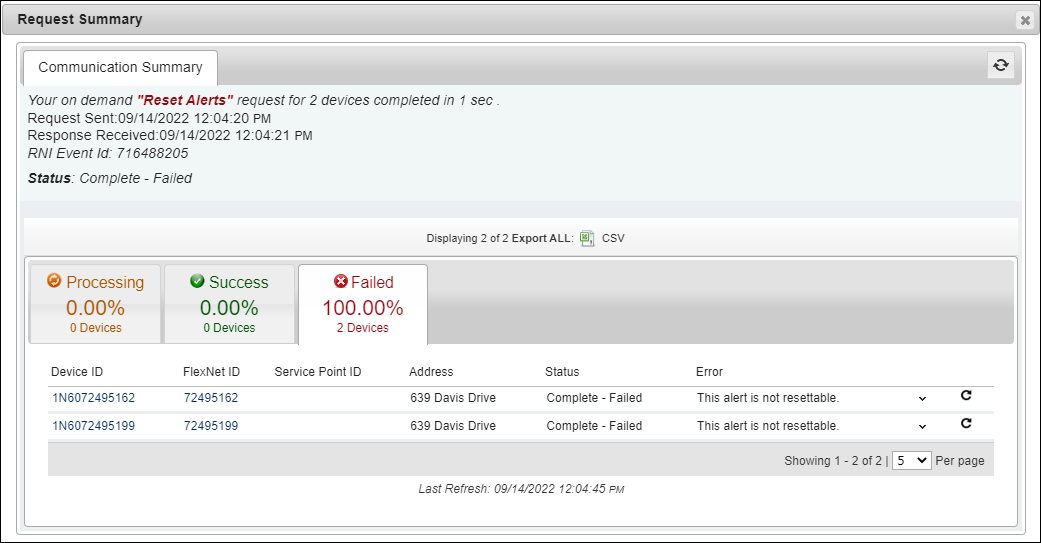 Request Summary
Communication Summary
Your on demand "Reset Alerts" request for 2 devices completed in 1 sec .
Request Sent:09/14/2022 12:04:20 PM
Response Received:09/14/2022 12:04:21 PM
RNI Event Id: 716488205
Status: Complete - Failed
Displaying 2 of 2 Export ALL: CSV
Processing Success Failed
0.00% 0.00% 100.00%
0 Devices 0 Devices 2 Devices
Device ID FlexNet ID Service Point ID Address Status Error
1N6072495162 72495162 639 Davis Drive Complete - Failed This alert is not resettable.
1N6072495199 72495199 639 Davis Drive Complete - Failed This alert is not resettable.
Showing 1 - 2 of 2 | 5 Per page
Last Refresh: 09/14/2022 12:04:45 PM